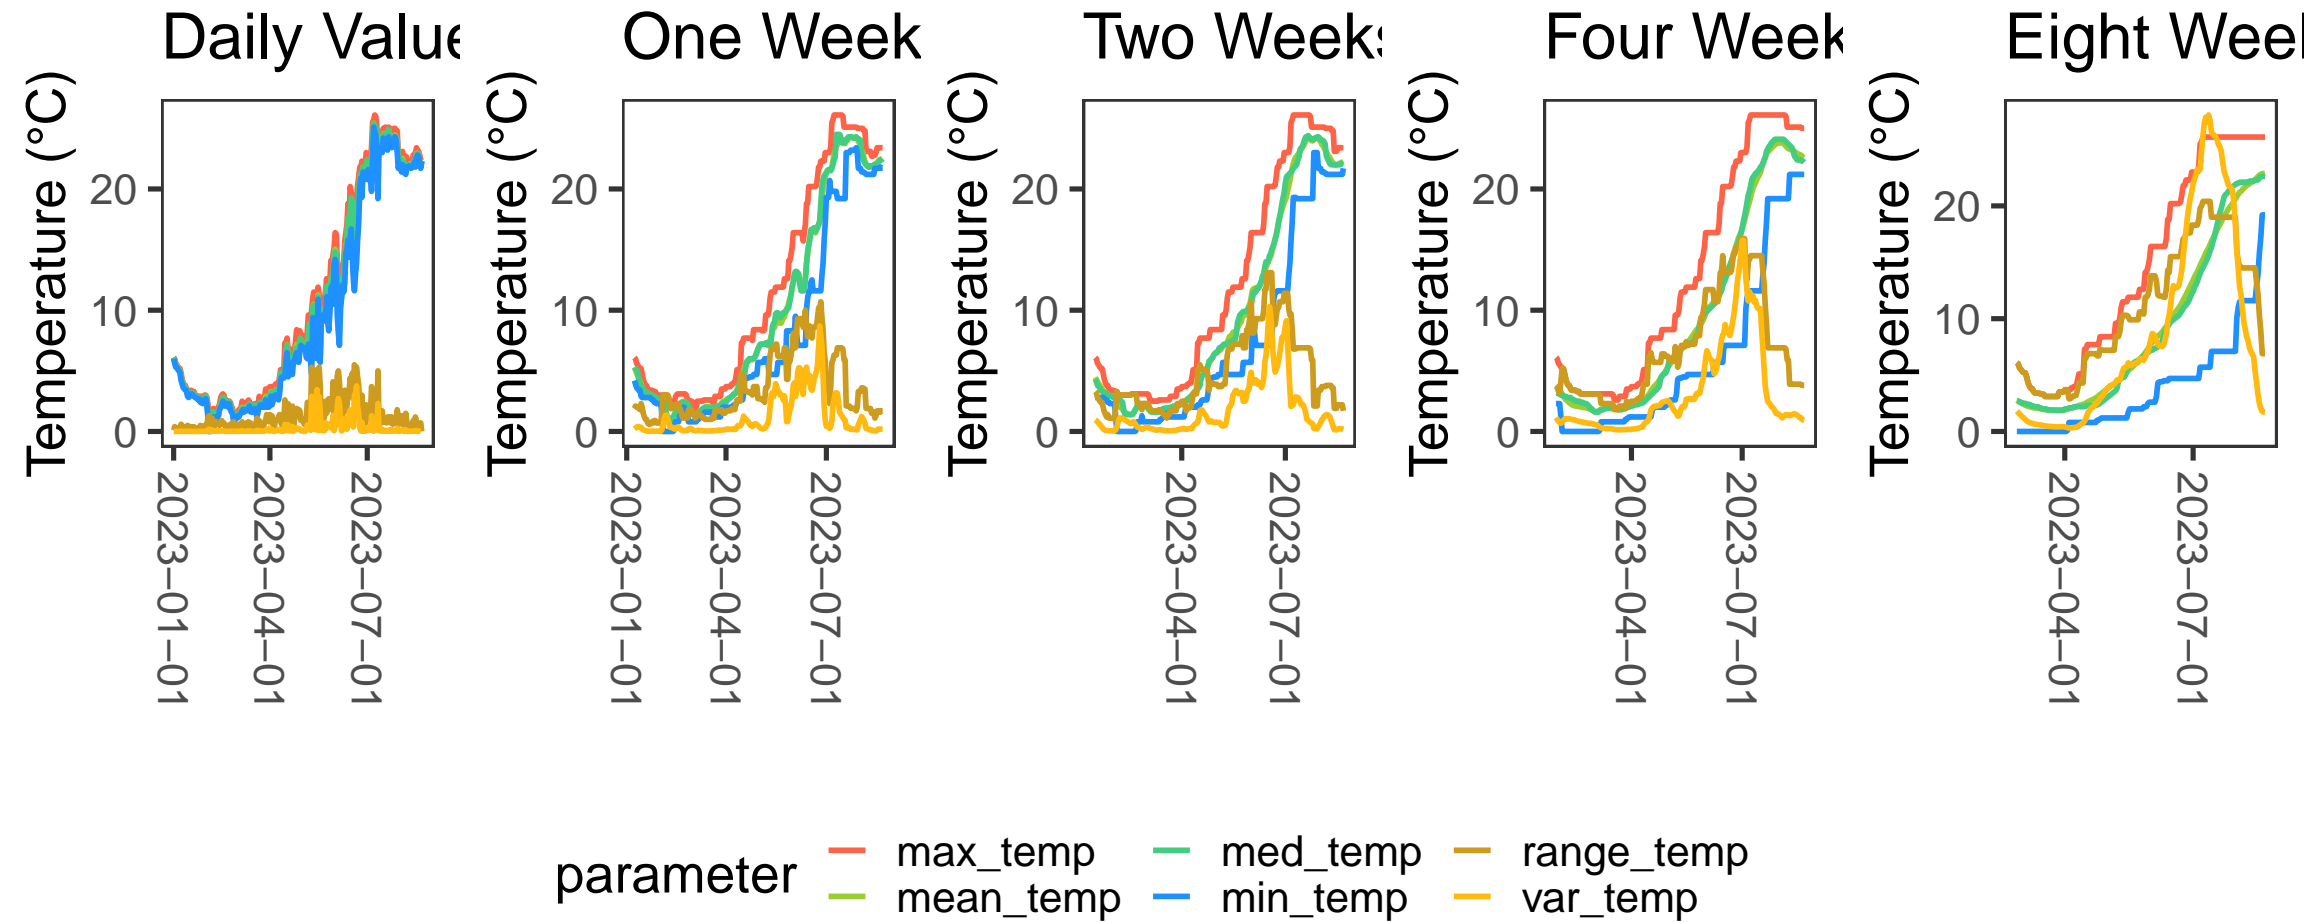 Daily Value
One Week
Two Weeks
Four Week
Eight Week
Temperature (°C)
20
10
0
2023−01−01
2023−04−01
2023−07−01
Temperature (°C)
20
10
0
2023−01−01
2023−04−01
2023−07−01
Temperature (°C)
20
10
0
2023−04−01
2023−07−01
Temperature (°C)
20
10
0
2023−04−01
2023−07−01
Temperature (°C)
20
10
0
2023−04−01
2023−07−01
parameter
max_temp
mean_temp
med_temp
min_temp
range_temp
var_temp